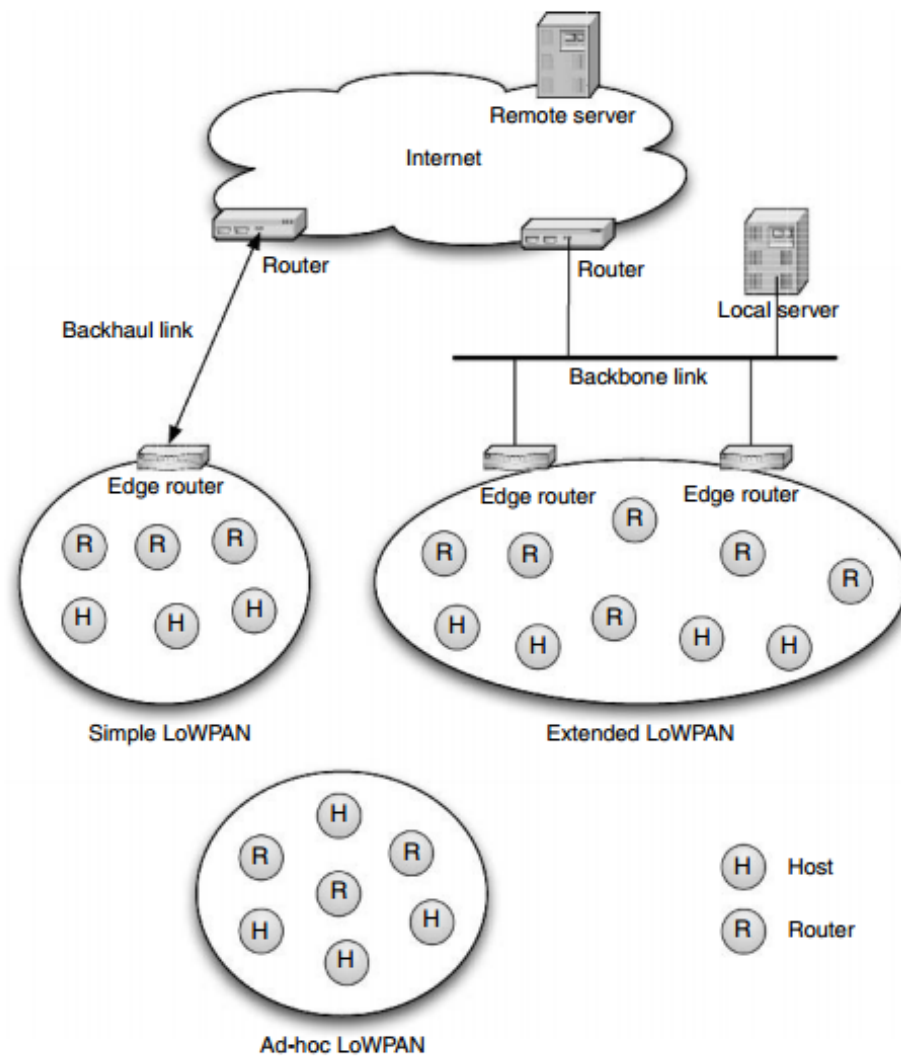 Remote server
Internet
Router
Router
Local server
Backhaul link
Backbone link
Edge router
Edge router
Edge router
R
R
R
H
H
H
R
R
R
R
R
H
H
R
H
H
Simple LoWPAN
Extended LoWPAN
H
R
R
R
H
H
H
H Host
R Router
Ad-hoc LoWPAN